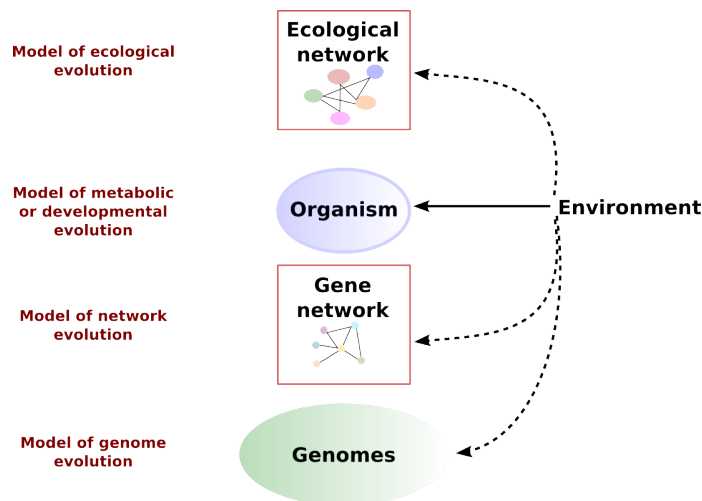 Model of ecological
evolution
Ecological
network
Model of metabolic
or developmental
evolution
Organism
Environment
Model of network
evolution
Gene
network
Model of genome
evolution
Genomes